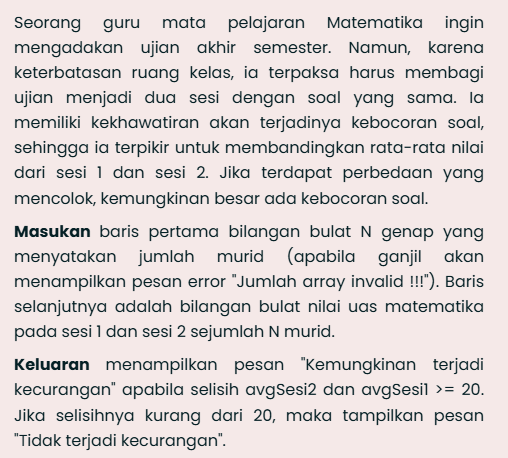 Seorang guru mata pelajaran Matematika ingin
mengadakan ujian akhir semester. Namun, karena
keterbatasan ruang kelas, ia terpaksa harus membagi
ujian menjadi dua sesi dengan soal yang sama. Ia
memiliki kekhawatiran akan terjadinya kebocoran soal,
sehingga ia terpikir untuk membandingkan rata-rata nilai
dari sesi 1 dan sesi 2. Jika terdapat perbedaan yang
mencolok, kemungkinan besar ada kebocoran soal.
Masukan baris pertama bilangan bulat N genap yang
menyatakan jumlah murid (apabila ganjil akan
menampilkan pesan error "Jumlah array invalid !!!"). Baris
selanjutnya adalah bilangan bulat nilai uas matematika
pada sesi 1 dan sesi 2 sejumlah N murid.
Keluaran menampilkan pesan "Kemungkinan terjadi
kecurangan" apabila selisih avgSesi2 dan avgSesi1 >= 20.
Jika selisihnya kurang dari 20, maka tampilkan pesan
"Tidak terjadi kecurangan".